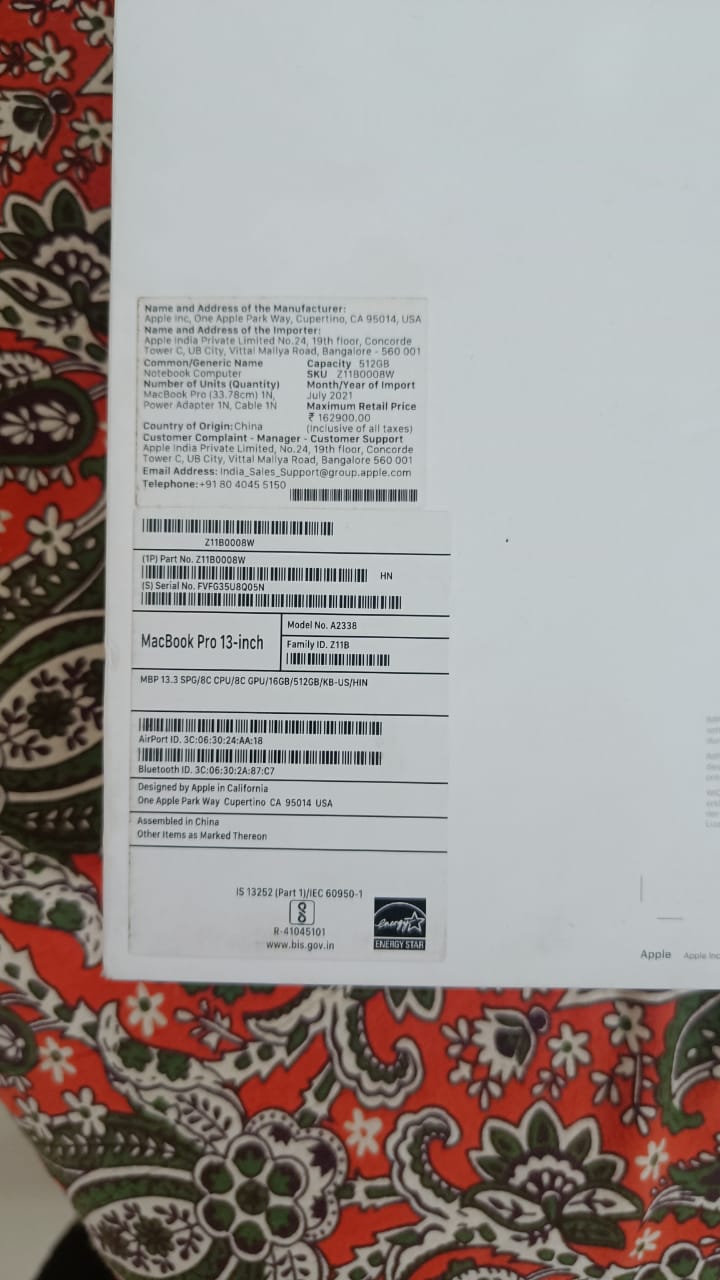 Name and Address of the Manufacturer:
Apple Inc, One Apple Park Way, Cupertino, CA 95014, USA
Name and Address of the Importer:
Apple India Private Limited No.24, 19th floor, Concorde
Tower C, UB City, Vittal Mallya Road, Bangalore - 560 001
Common/Generic Name
Notebook Computer
Number of Units (Quantity)
MacBook Pro (33.78cm) 1N,
Power Adapter 1N, Cable 1N
Capacity 512GB
SKU Z11B0008W
Month/Year of Import
July 2021
Maximum Retail Price
₹ 162900.00
(Inclusive of all taxes)
Country of Origin: China
Customer Complaint - Manager - Customer Support
Apple India Private Limited, No.24, 19th floor, Concorde
Tower C, UB City, Vittal Mallya Road, Bangalore 560 001
Email Address: India_Sales_Support@group.apple.com
Telephone:+91 80 4045 5150
Z11B0008W
(1P) Part No. Z11B0008W
HN
(S) Serial No. FVFG35U8Q05N
MacBook Pro 13-inch
Model No. A2338
Family ID. Z11B
MBP 13.3 SPG/8C CPU/8C GPU/16GB/512GB/KB-US/HIN
AirPort ID. 3C:06:30:24:AA:18
Bluetooth ID. 3C:06:30:2A:87:C7
Designed by Apple in California
One Apple Park Way Cupertino CA 95014 USA
Assembled in China
Other Items as Marked Thereon
IS 13252 (Part 1)/IEC 60950-1
R-41045101
www.bis.gov.in
energy
ENERGY STAR
Apple Apple Inc